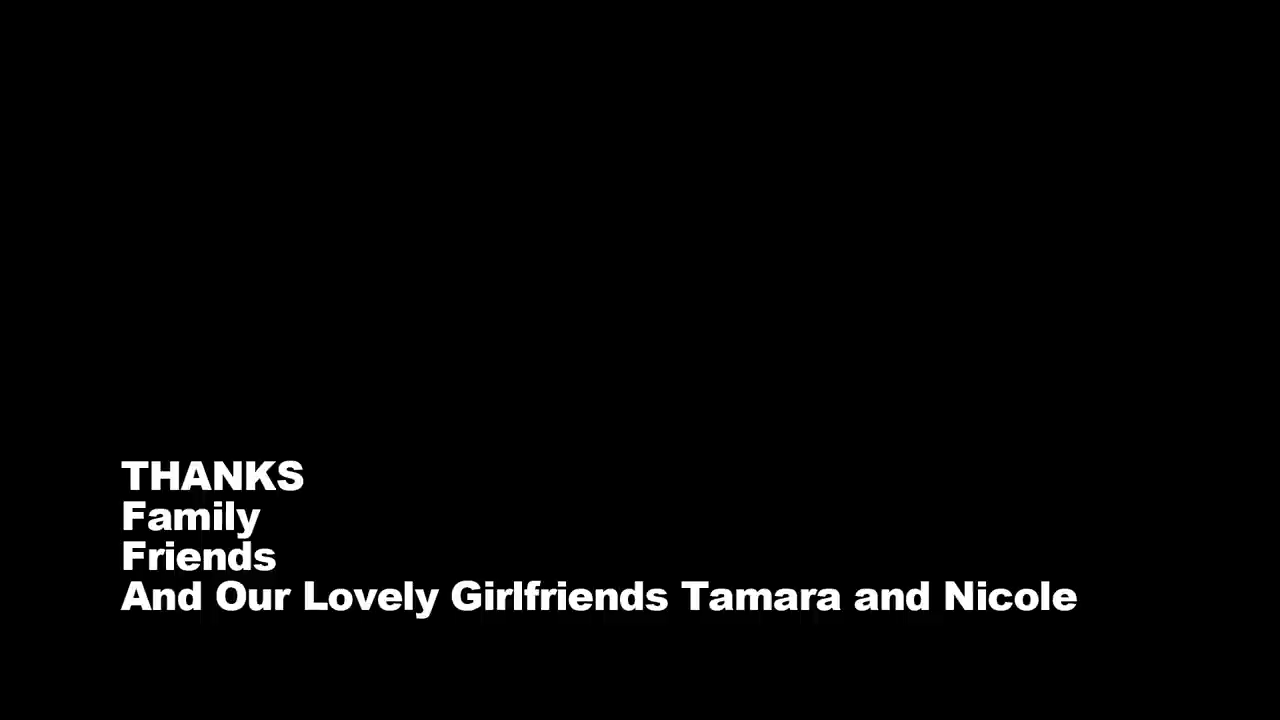 THANKS
Family
Friends
And Our Lovely Girlfriends Tamara and Nicole